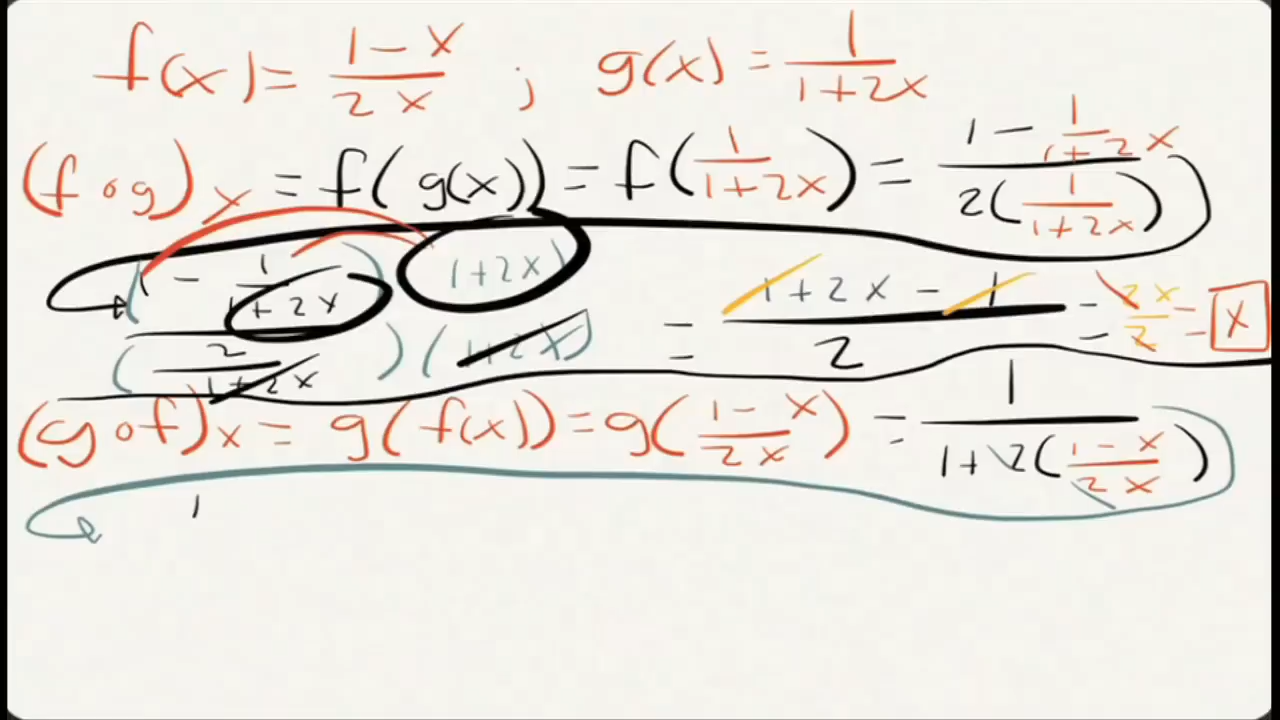 f(x) = (1 - x)/(2x) ; g(x) = 1/(1+2x)
(f o g)x = f(g(x)) = f(1/(1+2x)) = (1 - 1/(1+2x))/(2(1/(1+2x)))
((1 - 1/(1+2x))(1+2x))/((2/(1+2x))(1+2x)) = (1+2x - 1)/2 = 2x/2 = x
(g o f)x = g(f(x)) = g((1-x)/(2x)) = 1/(1+2((1-x)/(2x)))
1